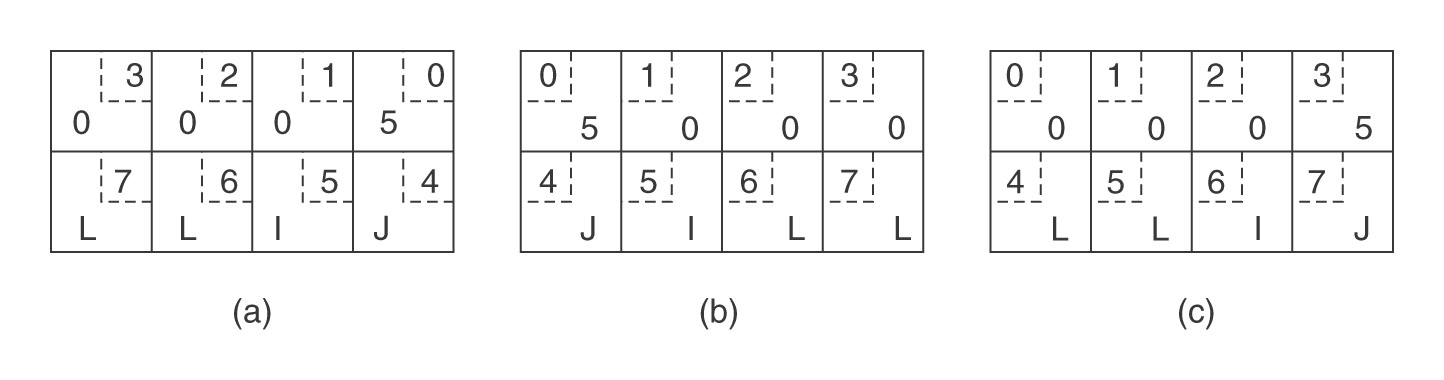 3 2 1 0 0 1 2 3 0 1 2 3
0 0 0 5 5 0 0 0 0 0 0 5
7 6 5 4 4 5 6 7 4 5 6 7
L L I J J I L L L L I J
(a) (b) (c)